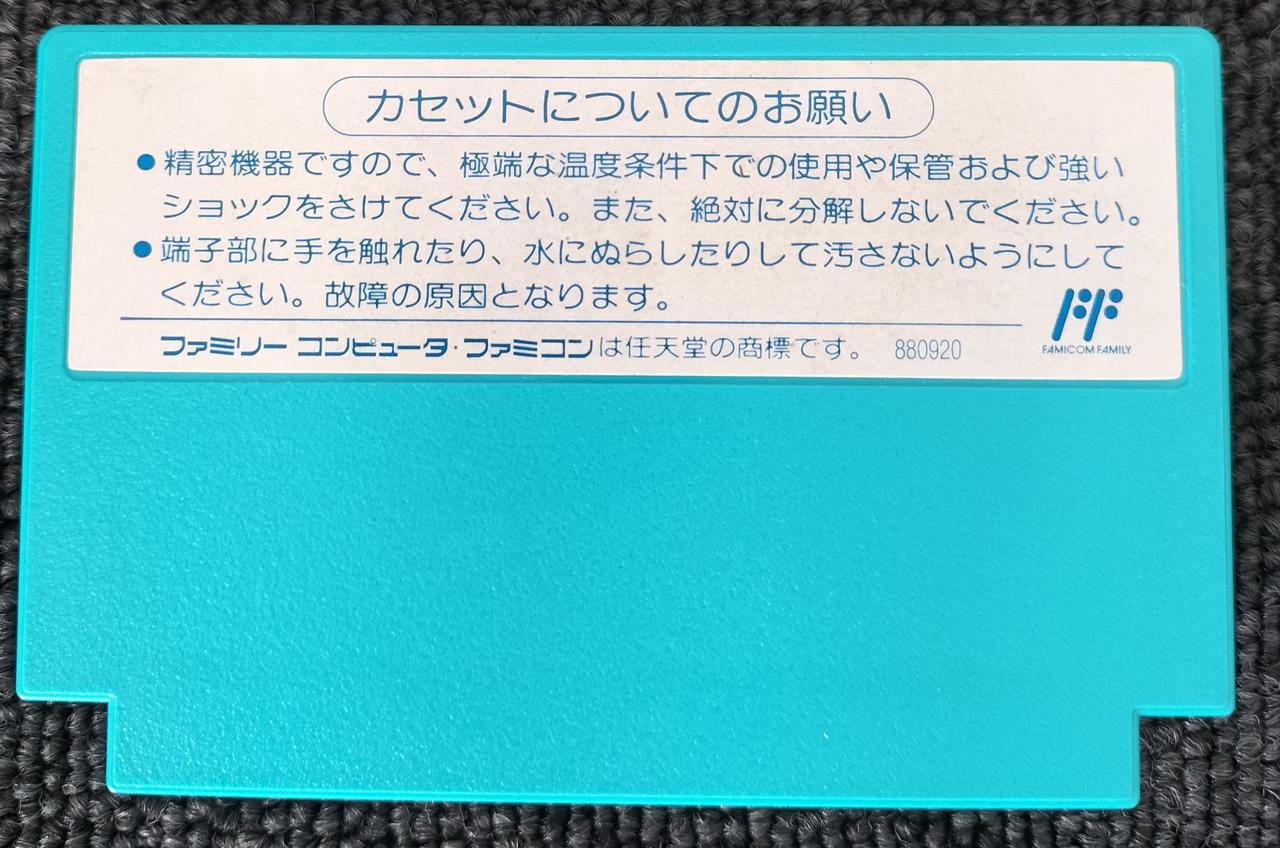 カセットについてのお願い
●精密機器ですので、極端な温度条件下での使用や保管および強い
ショックをさけてください。また、絶対に分解しないでください。
●端子部に手を触れたり、水にぬらしたりして汚さないようにして
ください。故障の原因となります。
ファミリー コンピュータ・ファミコンは任天堂の商標です。 880920
FF
FAMICOM FAMILY